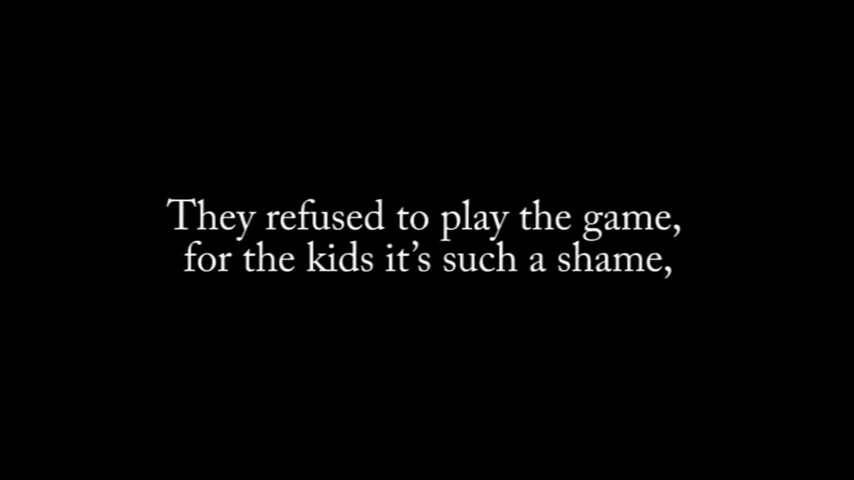 They refused to play the game,
for the kids it’s such a shame,